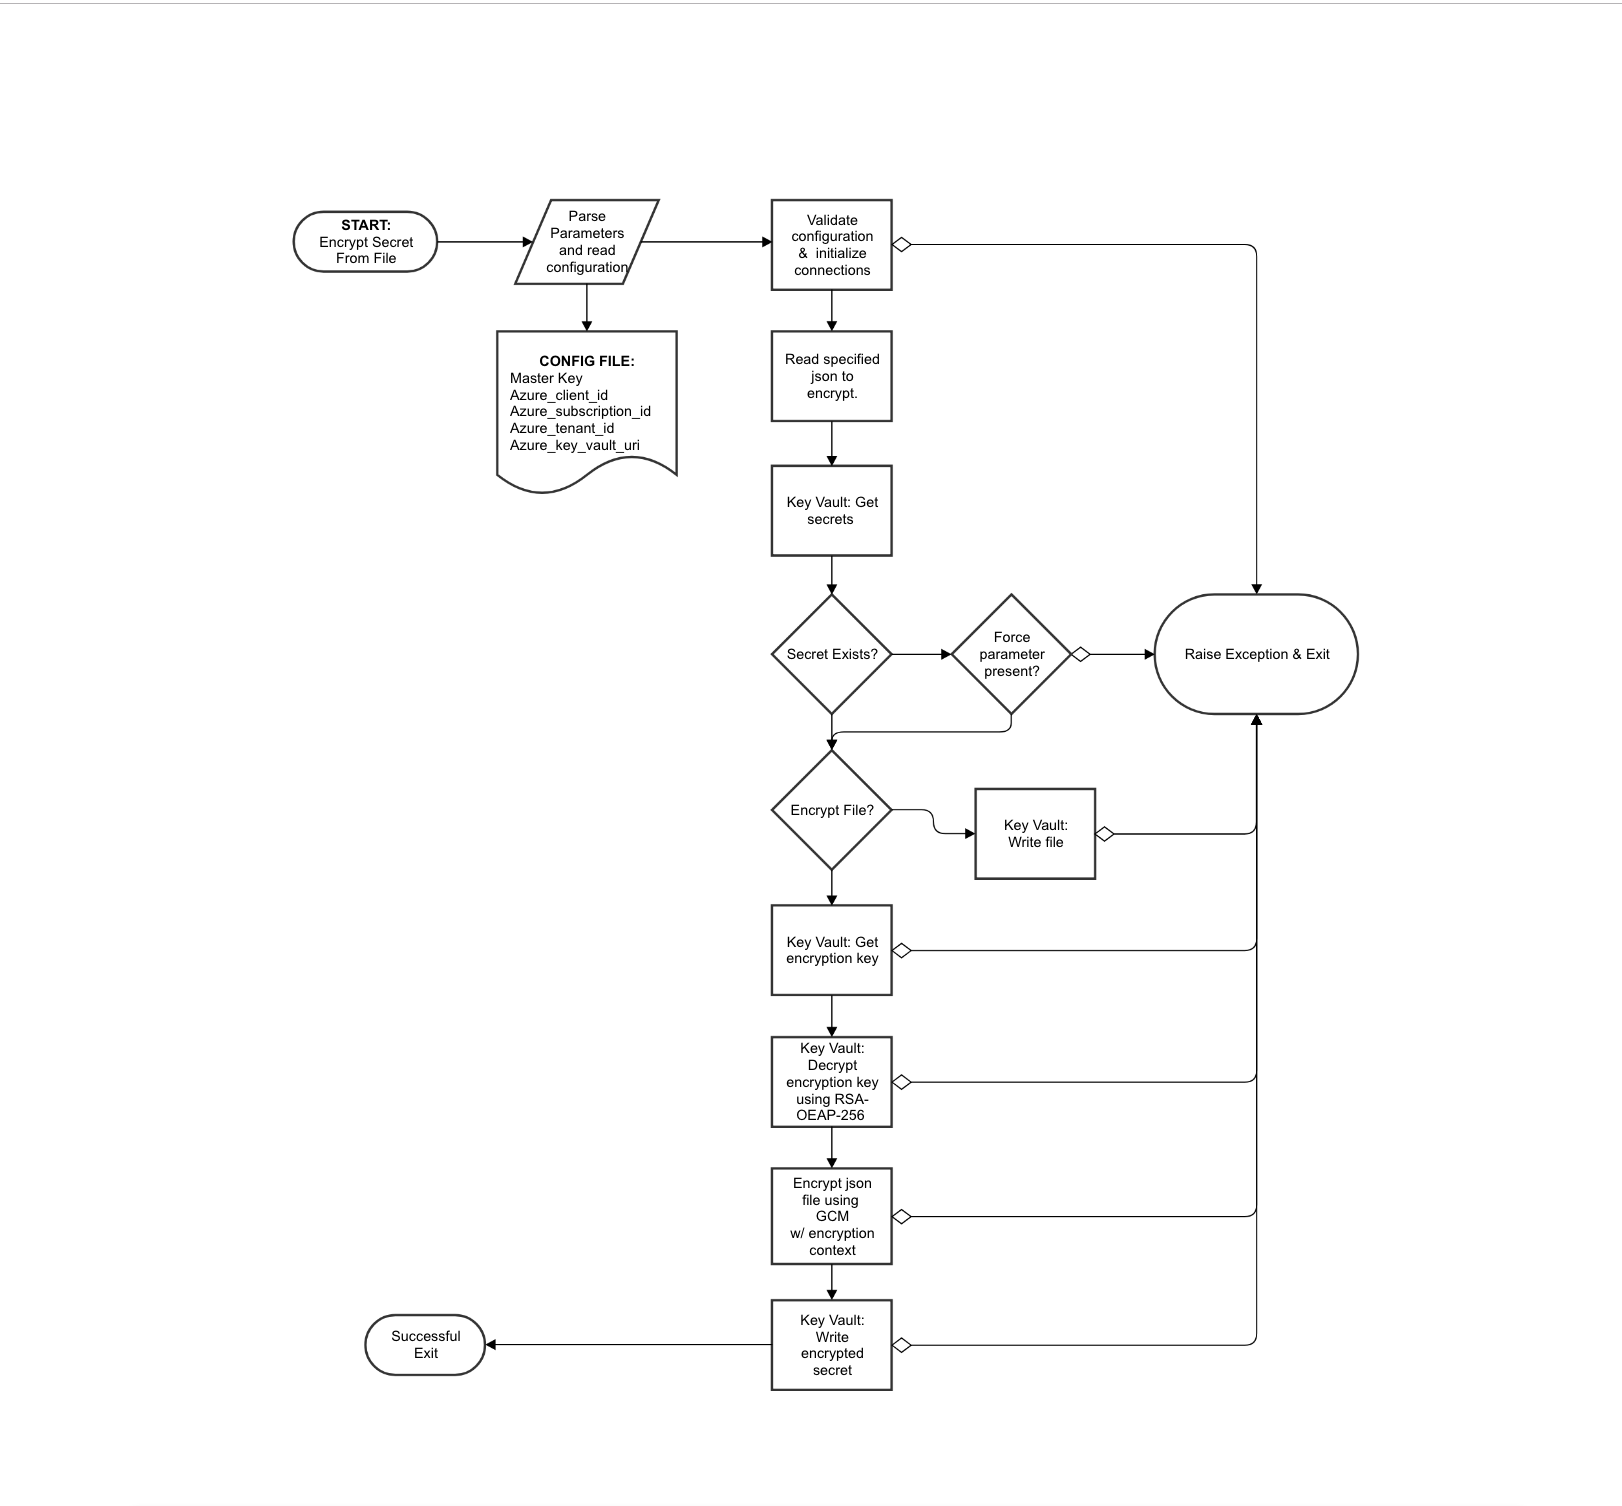 START:
Encrypt Secret
From File
Parse
Parameters
and read
configuration
Validate
configuration
& initialize
connections
CONFIG FILE:
Master Key
Azure_client_id
Azure_subscription_id
Azure_tenant_id
Azure_key_vault_uri
Read specified
json to
encrypt.
Key Vault: Get
secrets
Secret Exists?
Force
parameter
present?
Raise Exception & Exit
Encrypt File?
Key Vault:
Write file
Key Vault: Get
encryption key
Key Vault:
Decrypt
encryption key
using RSA-
OEAP-256
Encrypt json
file using
GCM
w/ encryption
context
Key Vault:
Write
encrypted
secret
Successful
Exit